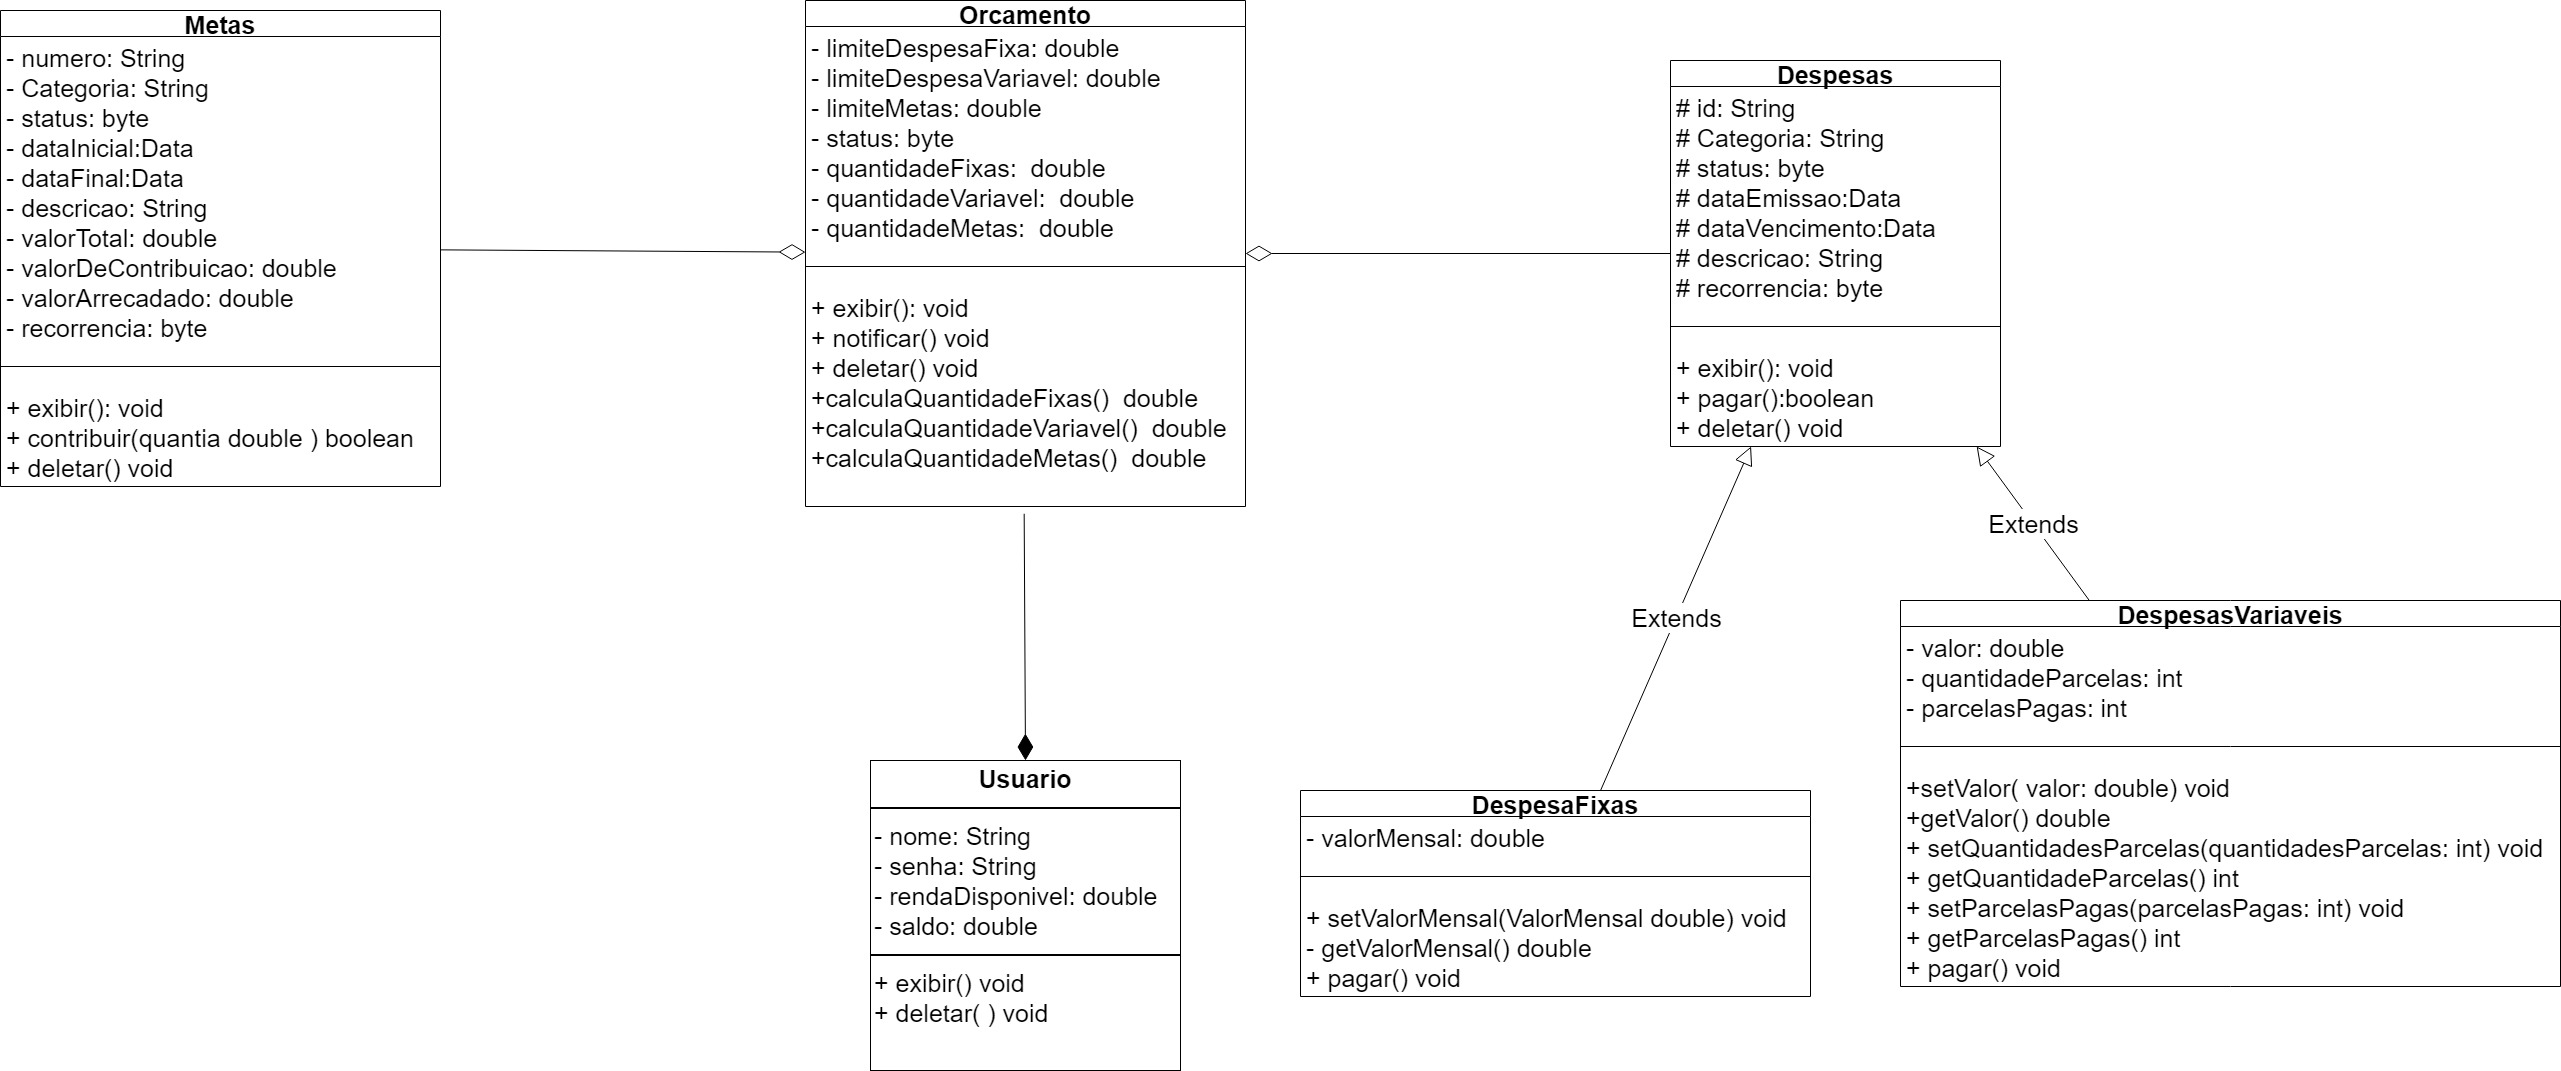 Metas
- numero: String
- Categoria: String
- status: byte
- dataInicial:Data
- dataFinal:Data
- descricao: String
- valorTotal: double
- valorDeContribuicao: double
- valorArrecadado: double
- recorrencia: byte
+ exibir(): void
+ contribuir(quantia double ) boolean
+ deletar() void
Orcamento
- limiteDespesaFixa: double
- limiteDespesaVariavel: double
- limiteMetas: double
- status: byte
- quantidadeFixas:  double
- quantidadeVariavel:  double
- quantidadeMetas:  double
+ exibir(): void
+ notificar() void
+ deletar() void
+calculaQuantidadeFixas()  double
+calculaQuantidadeVariavel()  double
+calculaQuantidadeMetas()  double
Despesas
# id: String
# Categoria: String
# status: byte
# dataEmissao:Data
# dataVencimento:Data
# descricao: String
# recorrencia: byte
+ exibir(): void
+ pagar():boolean
+ deletar() void
Extends
Extends
Usuario
- nome: String
- senha: String
- rendaDisponivel: double
- saldo: double
+ exibir() void
+ deletar( ) void
DespesaFixas
- valorMensal: double
+ setValorMensal(ValorMensal double) void
- getValorMensal() double
+ pagar() void
DespesasVariaveis
- valor: double
- quantidadeParcelas: int
- parcelasPagas: int
+setValor( valor: double) void
+getValor() double
+ setQuantidadesParcelas(quantidadesParcelas: int) void
+ getQuantidadeParcelas() int
+ setParcelasPagas(parcelasPagas: int) void
+ getParcelasPagas() int
+ pagar() void